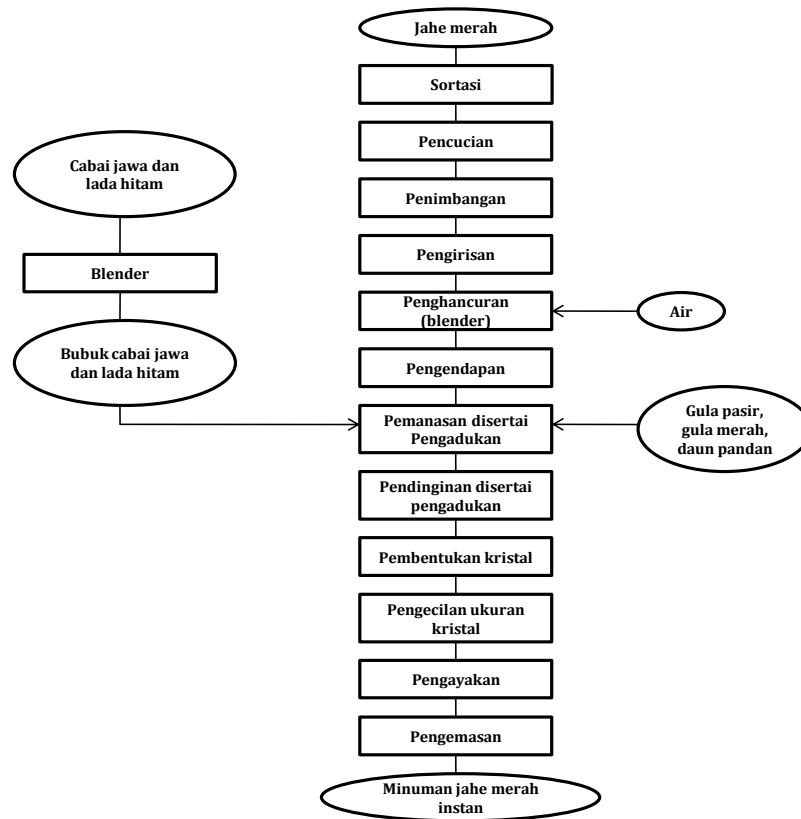 Jahe merah
Sortasi
Pencucian
Cabai jawa dan
lada hitam
Penimbangan
Pengirisan
Blender
Penghancuran
(blender)
Air
Bubuk cabai jawa
dan lada hitam
Pengendapan
Pemanasan disertai
Pengadukan
Gula pasir,
gula merah,
daun pandan
Pendinginan disertai
pengadukan
Pembentukan kristal
Pengecilan ukuran
kristal
Pengayakan
Pengemasan
Minuman jahe merah
instan